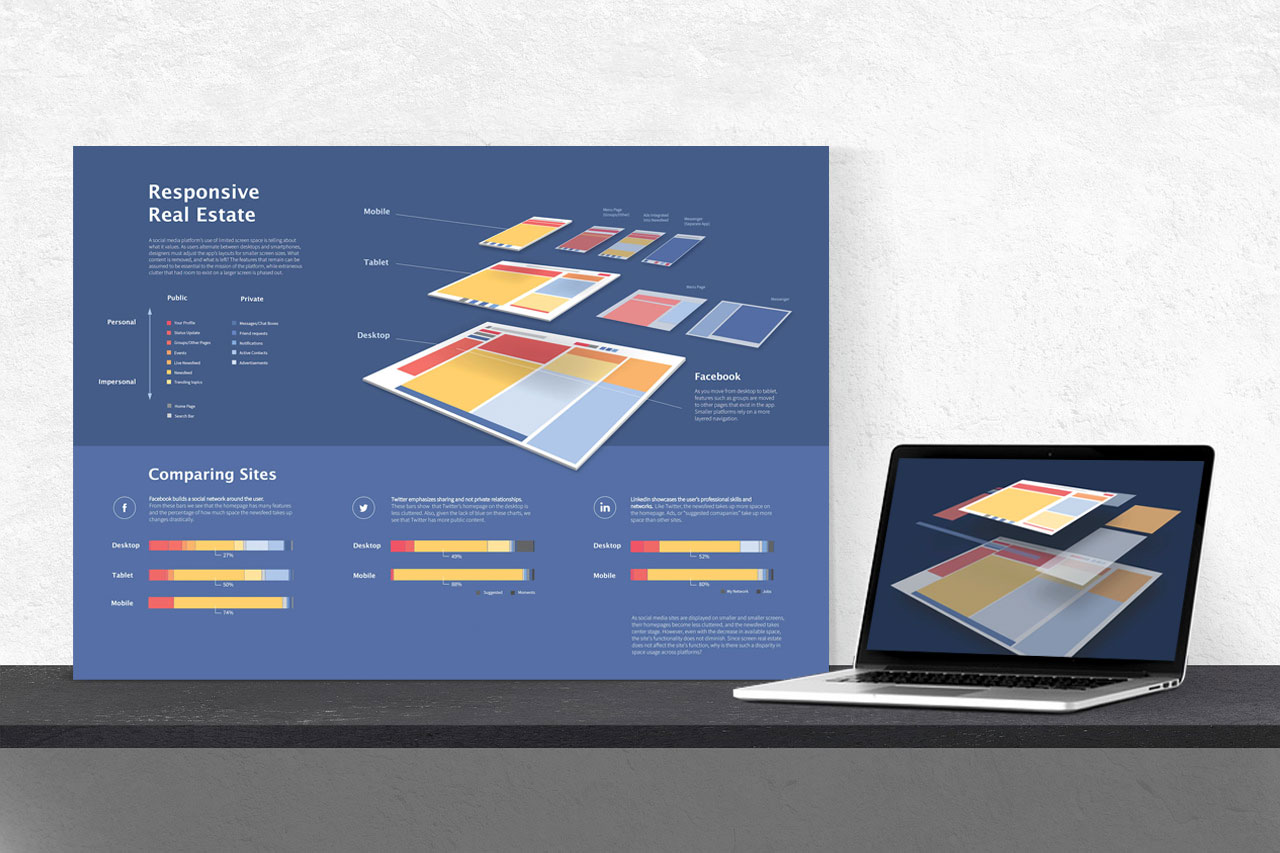 Responsive
Real Estate
A social media platform's use of limited screen space is telling about
what it values. As users alternate between desktops and smartphones,
designers must adjust the app's layouts for smaller screen sizes. What
content is removed, and what is left? The features that remain can be
assumed to be essential to the mission of the platform, while extraneous
clutter that had room to exist on a larger screen is phased out.
Public
Private
Personal
Impersonal
Your Profile
Status Update
Groups/Other Pages
Events
Live Newsfeed
Newsfeed
Trending topics
Messages/Chat Boxes
Friend requests
Notifications
Active Contacts
Advertisements
Home Page
Search Bar
Mobile
Tablet
Desktop
Menu Page
(Groups/Other)
Ads Integrated
into Newsfeed
Messenger
(Separate App)
Menu Page
Messenger
Facebook
As you move from desktop to tablet,
features such as groups are moved
to other pages that exist in the app.
Smaller platforms rely on a more
layered navigation.
Comparing Sites
f
Facebook builds a social network around the user.
From these bars we see that the homepage has many features
and the percentage of how much space the newsfeed takes up
changes drastically.
Desktop
27%
Tablet
50%
Mobile
74%
Twitter emphasizes sharing and not private relationships.
These bars show that Twitter's homepage on the desktop is
less cluttered. Also, given the lack of blue on these charts, we
see that Twitter has more public content.
Desktop
49%
Mobile
88%
Suggested
Moments
in
LinkedIn showcases the user's professional skills and
networks. Like Twitter, the newsfeed takes up more space on
the homepage. Ads, or "suggested comapanies" take up more
space than other sites.
Desktop
52%
Mobile
80%
My Network
Jobs
As social media sites are displayed on smaller and smaller screens,
their homepages become less cluttered, and the newsfeed takes
center stage. However, even with the decrease in available space,
the site's functionality does not diminish. Since screen real estate
does not affect the site's function, why is there such a disparity in
space usage across platforms?